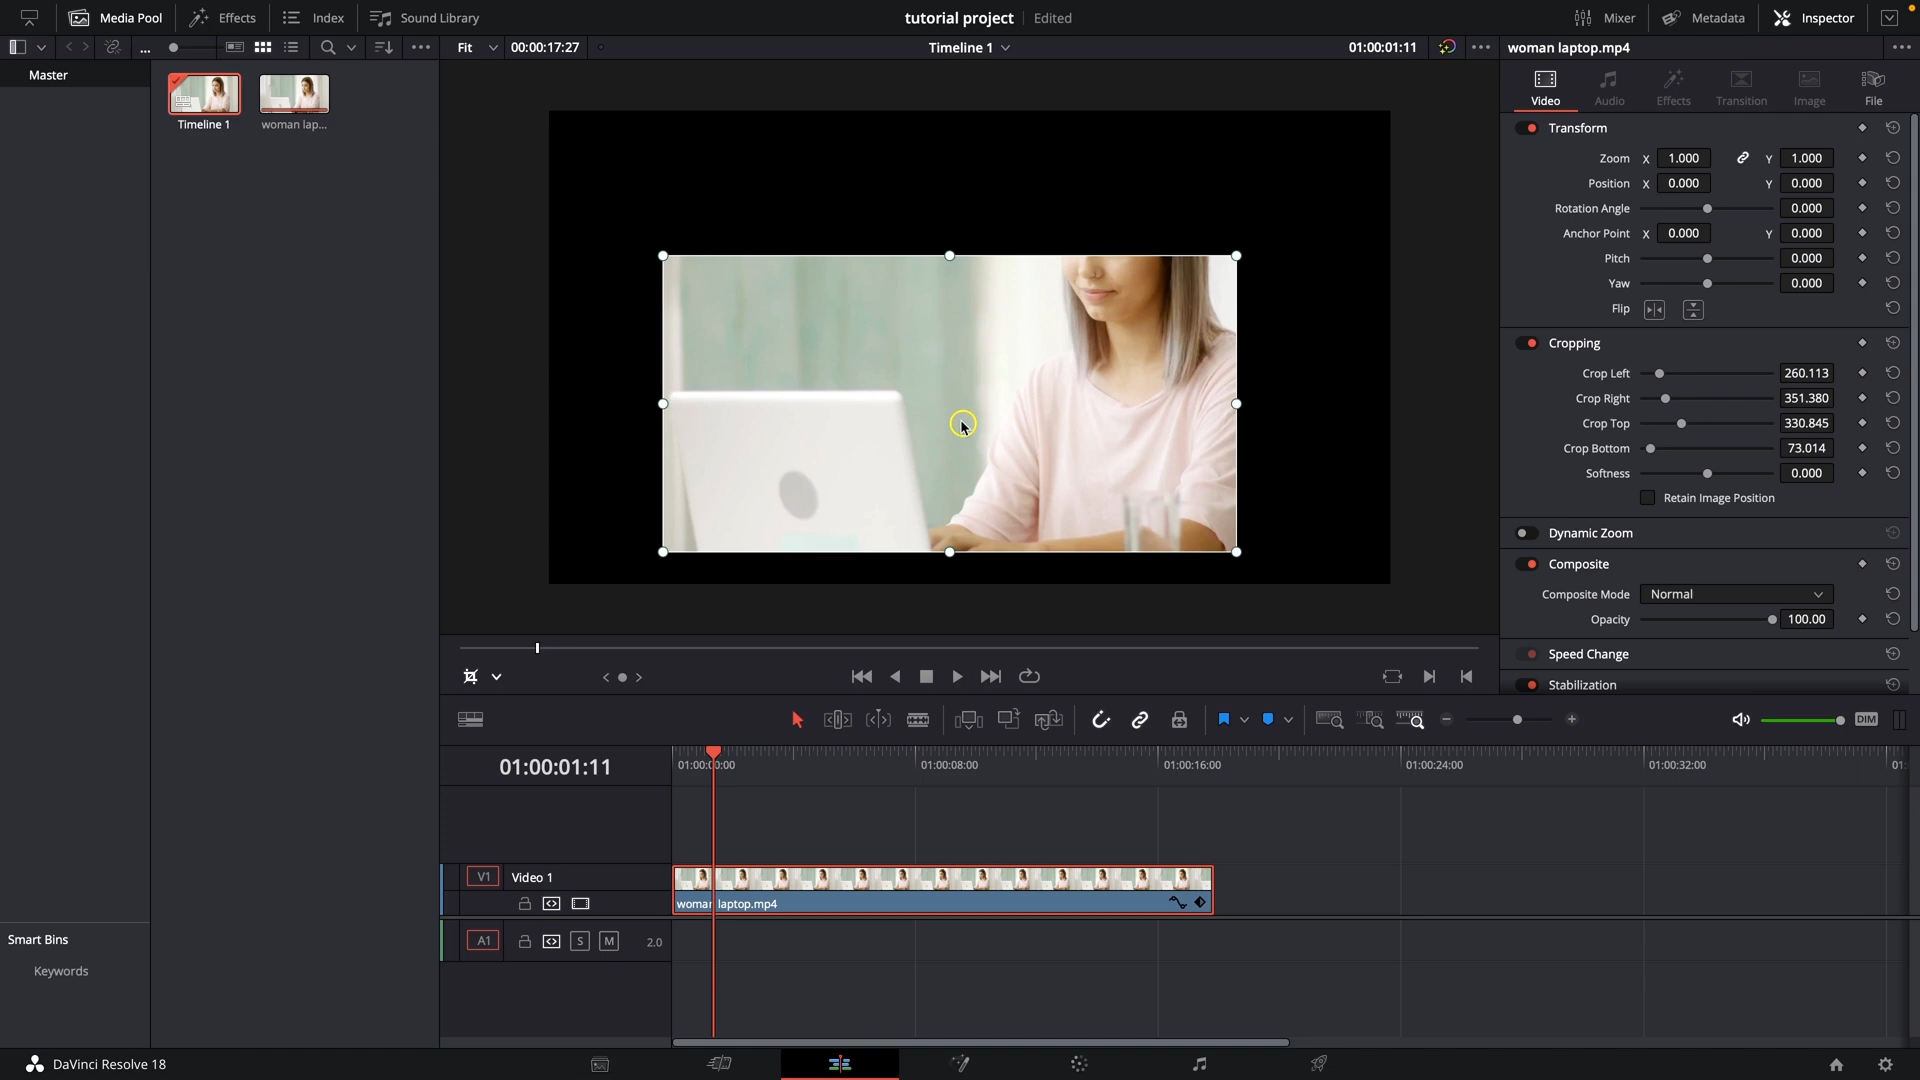 Media Pool
Effects
Index
Sound Library
tutorial project
Edited
Mixer
Metadata
Inspector
Fit
00:00:17:27
Timeline 1
01:00:01:11
woman laptop.mp4
Master
Timeline 1
woman lap...
Video
Audio
Effects
Transition
Image
File
Transform
Zoom X 1.000 Y 1.000
Position X 0.000 Y 0.000
Rotation Angle 0.000
Anchor Point X 0.000 Y 0.000
Pitch 0.000
Yaw 0.000
Flip
Cropping
Crop Left 260.113
Crop Right 351.380
Crop Top 330.845
Crop Bottom 73.014
Softness 0.000
Retain Image Position
Dynamic Zoom
Composite
Composite Mode Normal
Opacity 100.00
Speed Change
Stabilization
DIM
01:00:01:11
01:00:00:00
01:00:08:00
01:00:16:00
01:00:24:00
01:00:32:00
01:
V1 Video 1
woman laptop.mp4
A1 S M 2.0
Smart Bins
Keywords
DaVinci Resolve 18